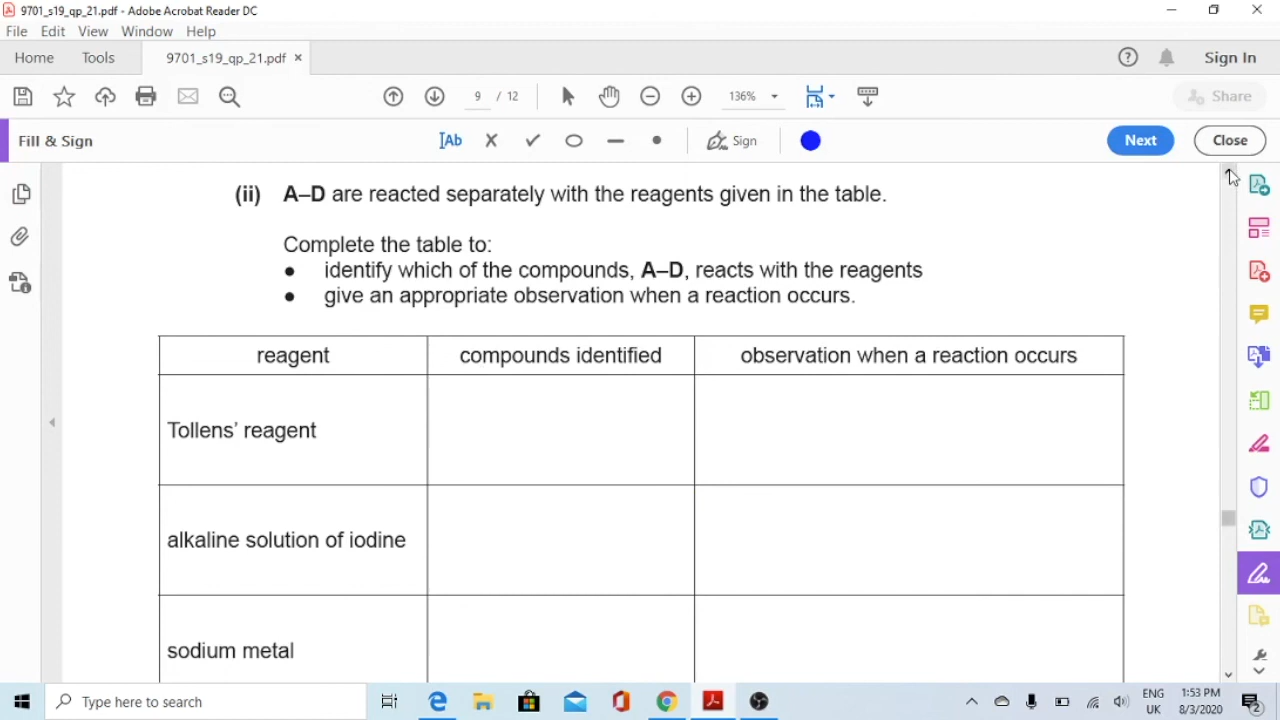 9701_s19_qp_21.pdf - Adobe Acrobat Reader DC
File Edit View Window Help
Home Tools 9701_s19_qp_21.pdf × Sign In
9 / 12 136% Share
Fill & Sign Ab Sign Next Close
(ii) A–D are reacted separately with the reagents given in the table.
Complete the table to:
● identify which of the compounds, A–D, reacts with the reagents
● give an appropriate observation when a reaction occurs.
reagent compounds identified observation when a reaction occurs
Tollens’ reagent
alkaline solution of iodine
sodium metal
Type here to search ENG 1:53 PM
UK 8/3/2020 2